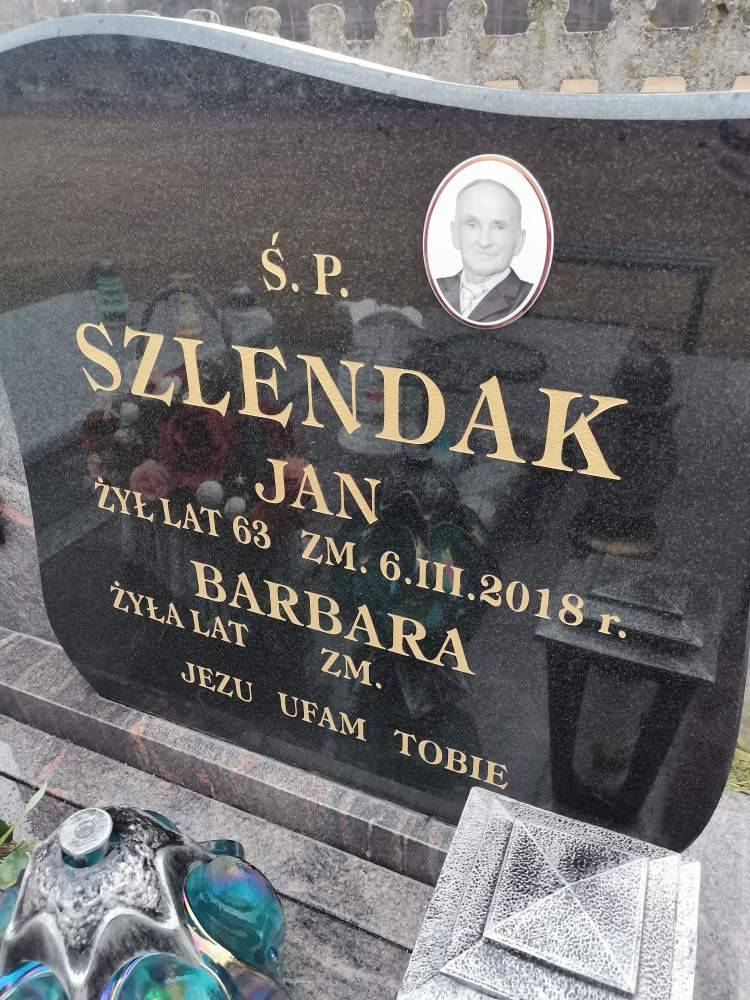 Ś. P.
SZLENDAK
JAN
ŻYŁ LAT 63 ZM. 6.III.2018 r.
BARBARA
ŻYŁA LAT ZM.
JEZU UFAM TOBIE